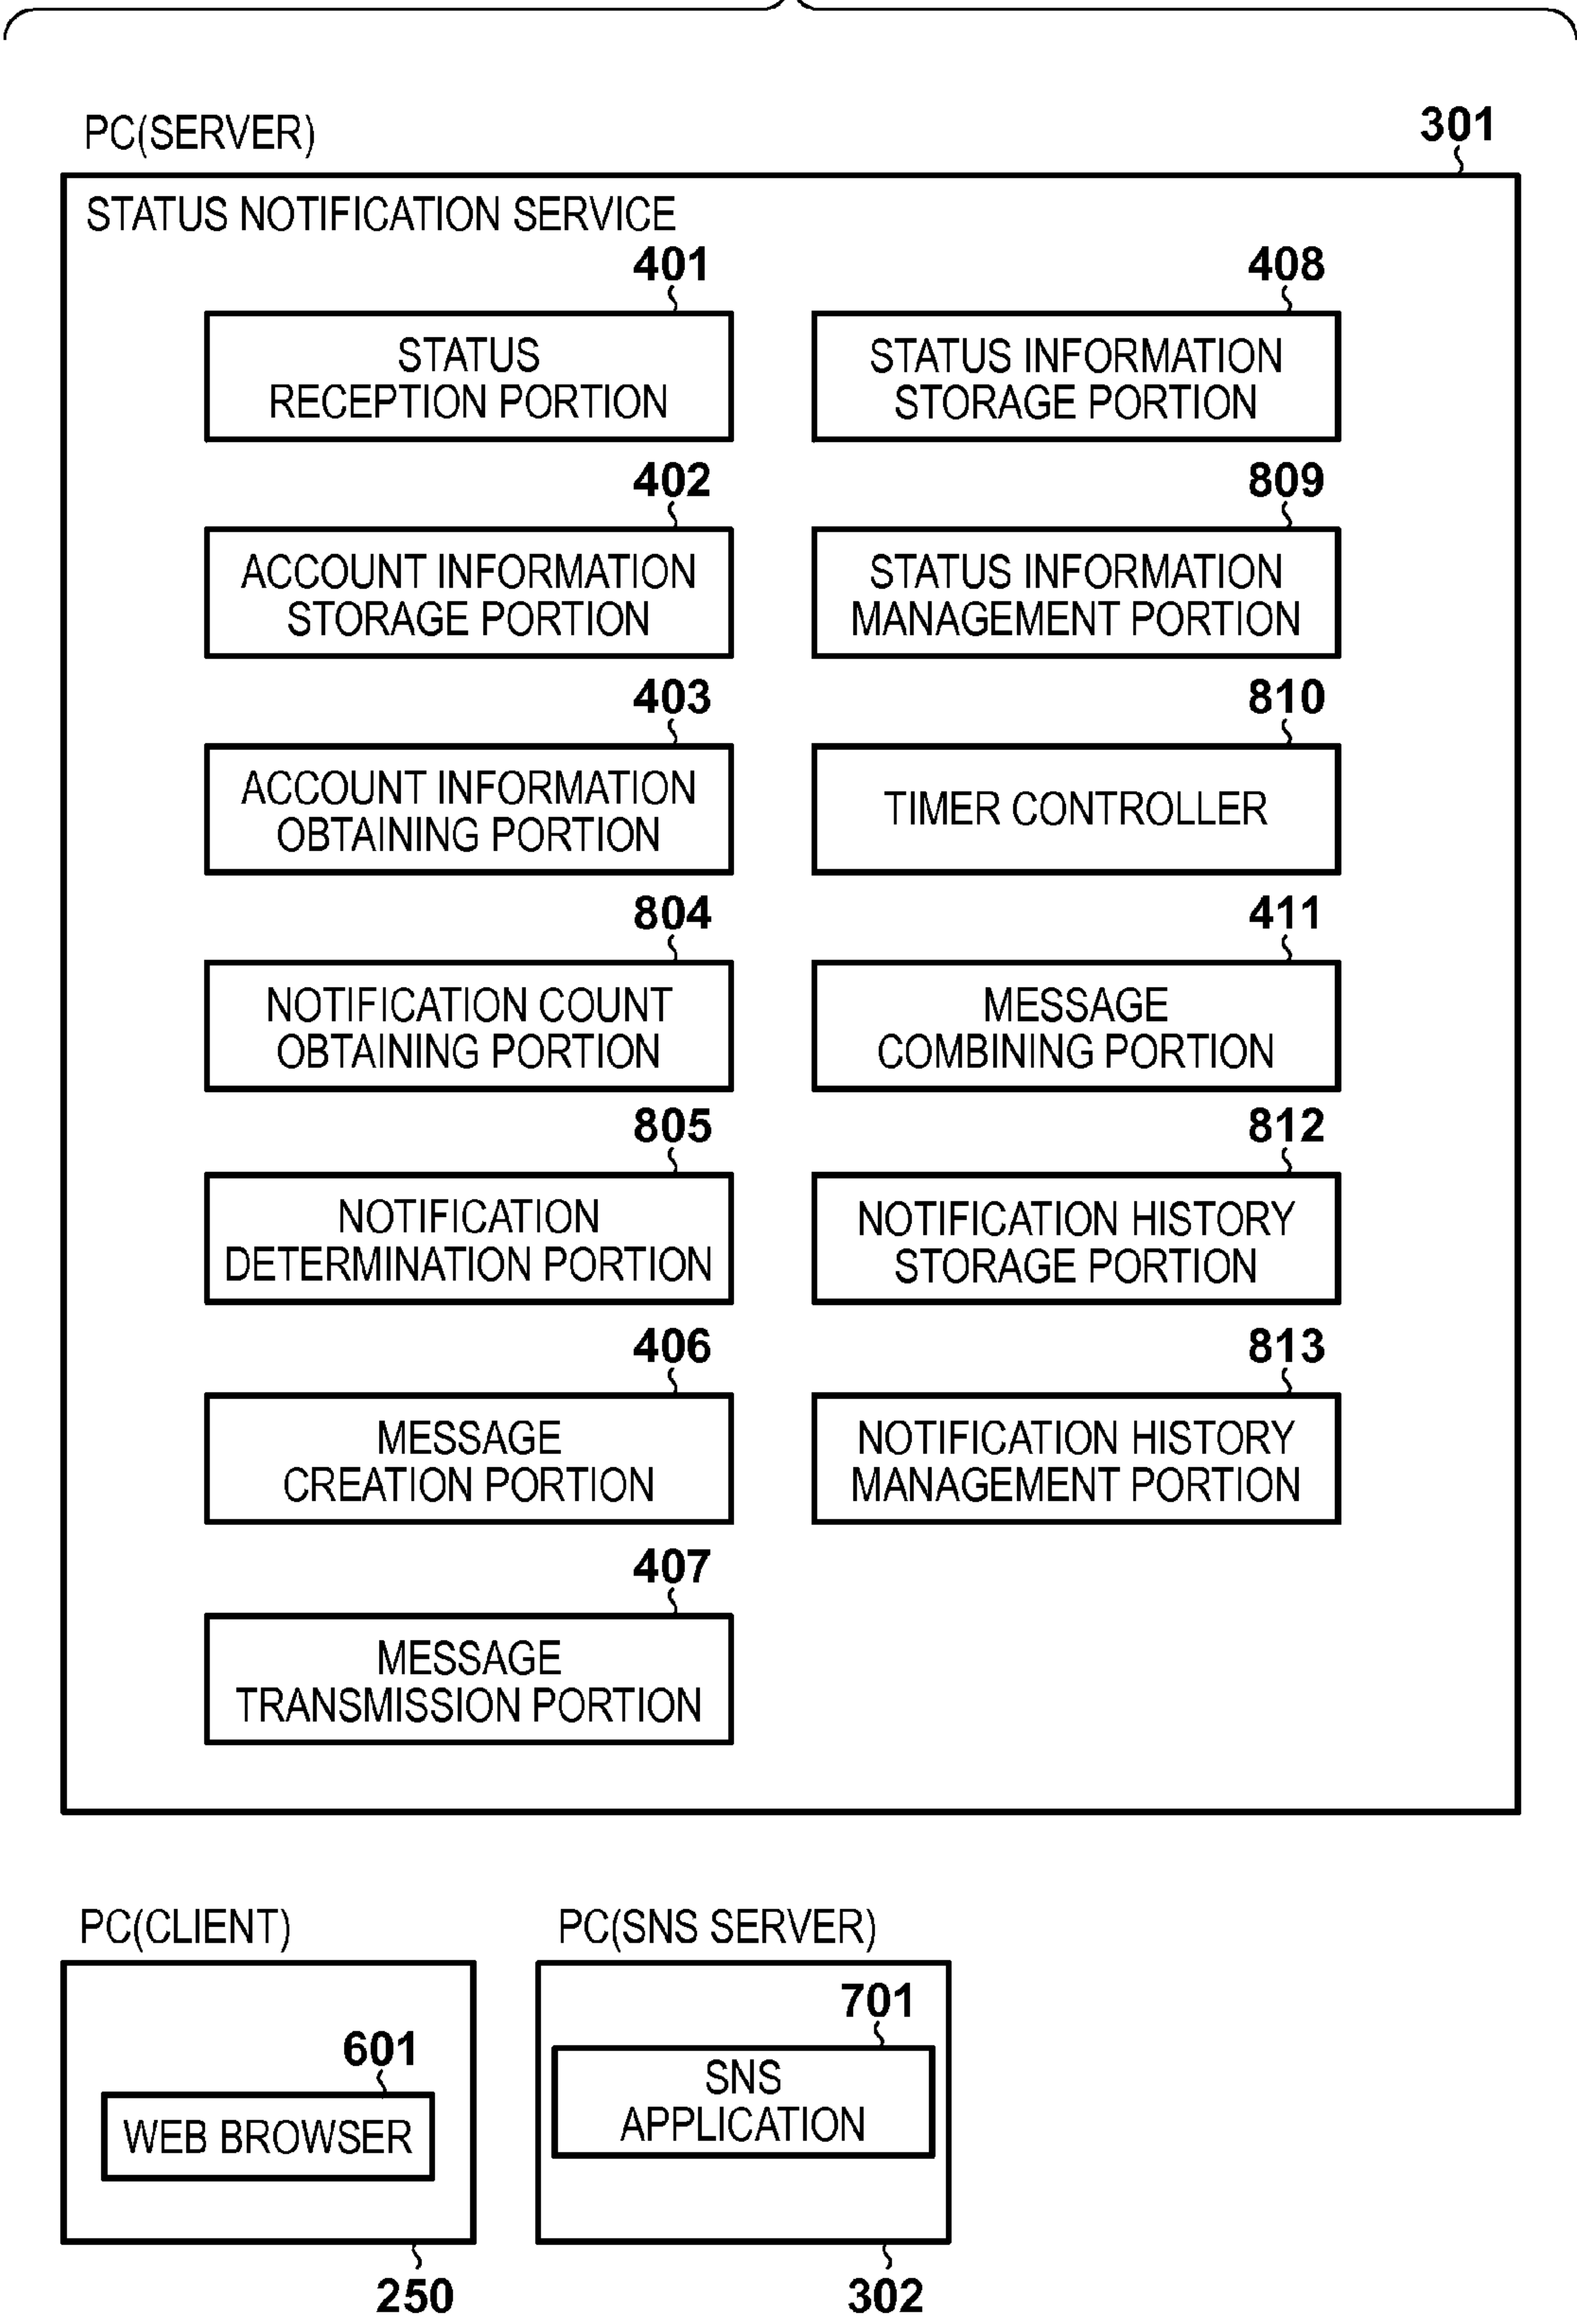 PC(SERVER)
301
STATUS NOTIFICATION SERVICE
401
STATUS
RECEPTION PORTION
408
STATUS INFORMATION
STORAGE PORTION
402
ACCOUNT INFORMATION
STORAGE PORTION
809
STATUS INFORMATION
MANAGEMENT PORTION
403
ACCOUNT INFORMATION
OBTAINING PORTION
810
TIMER CONTROLLER
804
NOTIFICATION COUNT
OBTAINING PORTION
411
MESSAGE
COMBINING PORTION
805
NOTIFICATION
DETERMINATION PORTION
812
NOTIFICATION HISTORY
STORAGE PORTION
406
MESSAGE
CREATION PORTION
813
NOTIFICATION HISTORY
MANAGEMENT PORTION
407
MESSAGE
TRANSMISSION PORTION
PC(CLIENT)
601
WEB BROWSER
250
PC(SNS SERVER)
701
SNS
APPLICATION
302